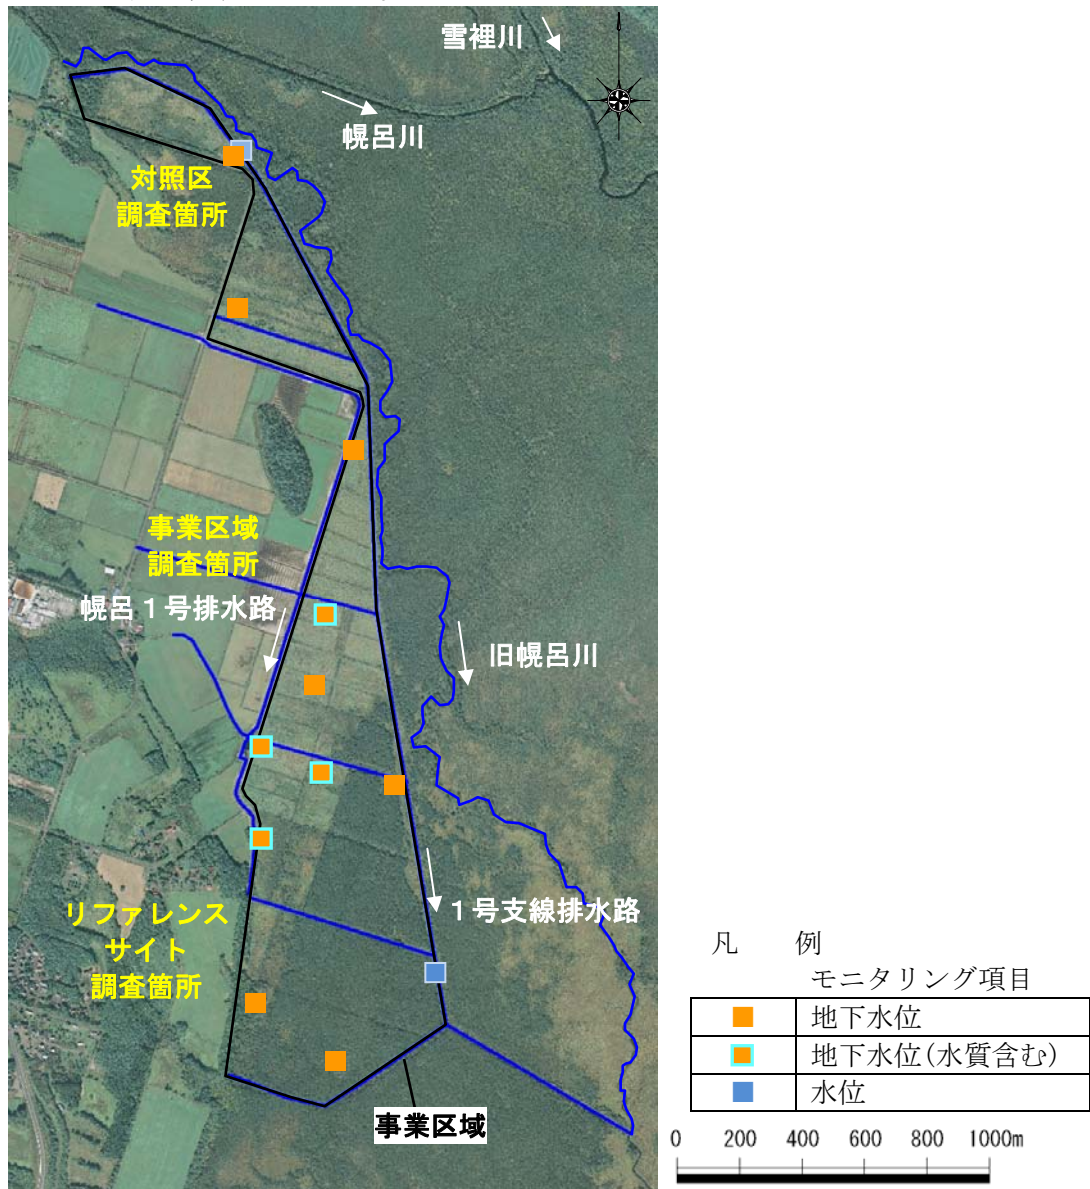 雪裡川
幌呂川
対照区
調査箇所
事業区域
調査箇所
幌呂１号排水路
旧幌呂川
１号支線排水路
リファレンス
サイト
調査箇所
事業区域
凡　例
モニタリング項目
地下水位
地下水位(水質含む)
水位
0 200 400 600 800 1000m